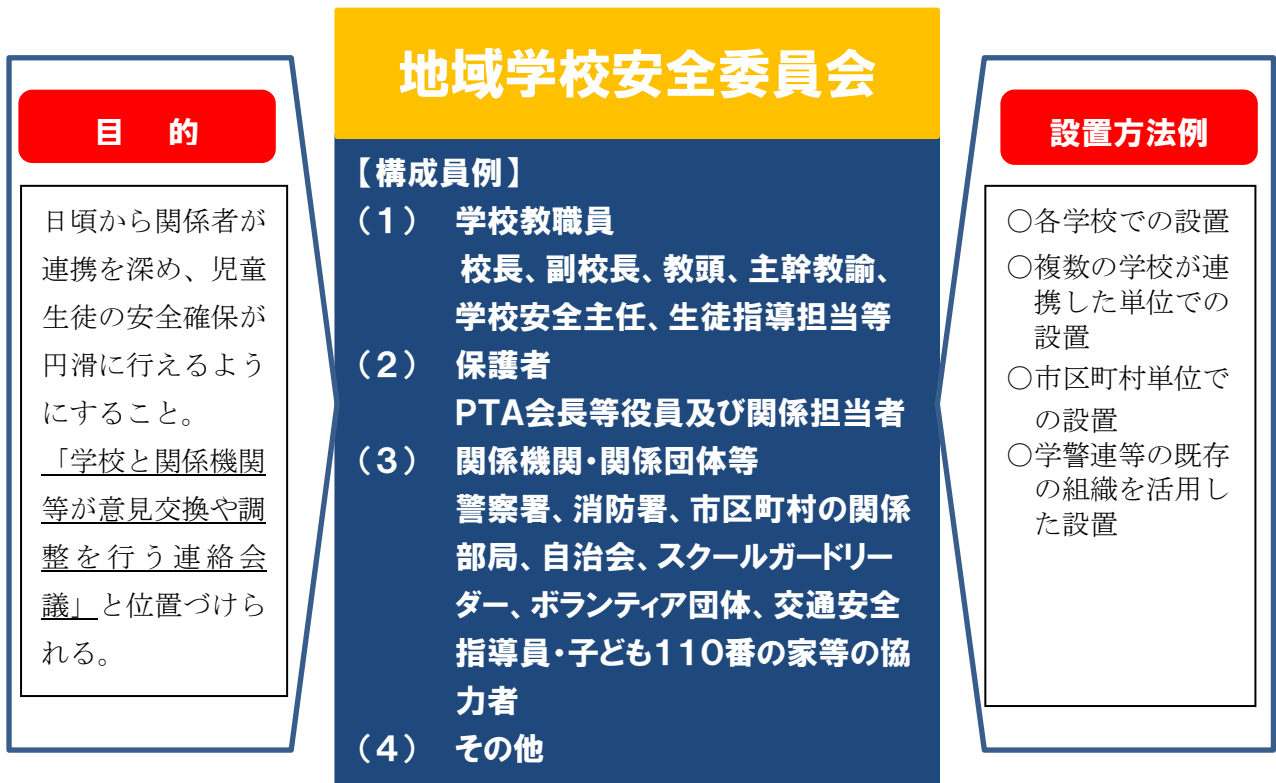 地域学校安全委員会
目　的
日頃から関係者が
連携を深め、児童
生徒の安全確保が
円滑に行えるよう
にすること。
「学校と関係機関
等が意見交換や調
整を行う連絡会
議」と位置づけら
れる。
【構成員例】
（１）　学校教職員
校長、副校長、教頭、主幹教諭、
学校安全主任、生徒指導担当等
（２）　保護者
PTA会長等役員及び関係担当者
（３）　関係機関・関係団体等
警察署、消防署、市区町村の関係
部局、自治会、スクールガードリー
ダー、ボランティア団体、交通安全
指導員・子ども１１０番の家等の協
力者
（４）　その他
設置方法例
○各学校での設置
○複数の学校が連
携した単位での
設置
○市区町村単位で
の設置
○学警連等の既存
の組織を活用し
た設置